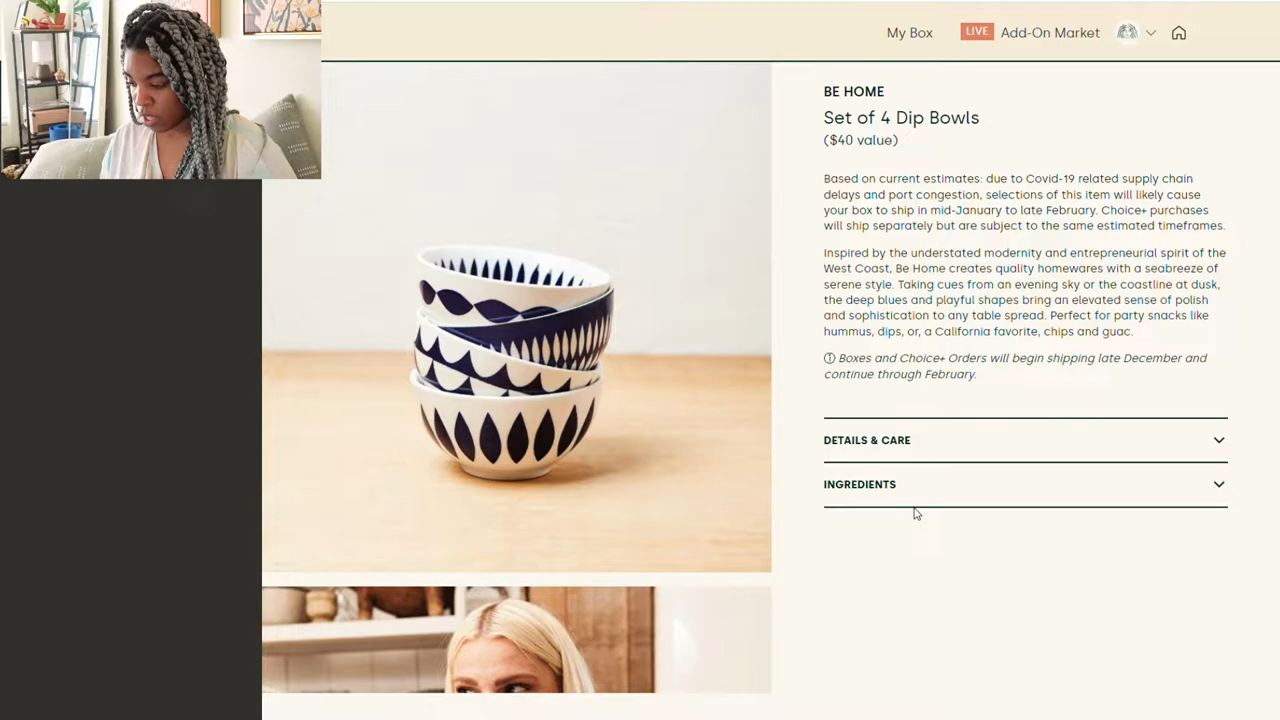 My Box
LIVE
Add-On Market
BE HOME
Set of 4 Dip Bowls
($40 value)
Based on current estimates: due to Covid-19 related supply chain
delays and port congestion, selections of this item will likely cause
your box to ship in mid-January to late February. Choice+ purchases
will ship separately but are subject to the same estimated timeframes.
Inspired by the understated modernity and entrepreneurial spirit of the
West Coast, Be Home creates quality homewares with a seabreeze of
serene style. Taking cues from an evening sky or the coastline at dusk,
the deep blues and playful shapes bring an elevated sense of polish
and sophistication to any table spread. Perfect for party snacks like
hummus, dips, or, a California favorite, chips and guac.
Boxes and Choice+ Orders will begin shipping late December and
continue through February.
DETAILS & CARE
INGREDIENTS